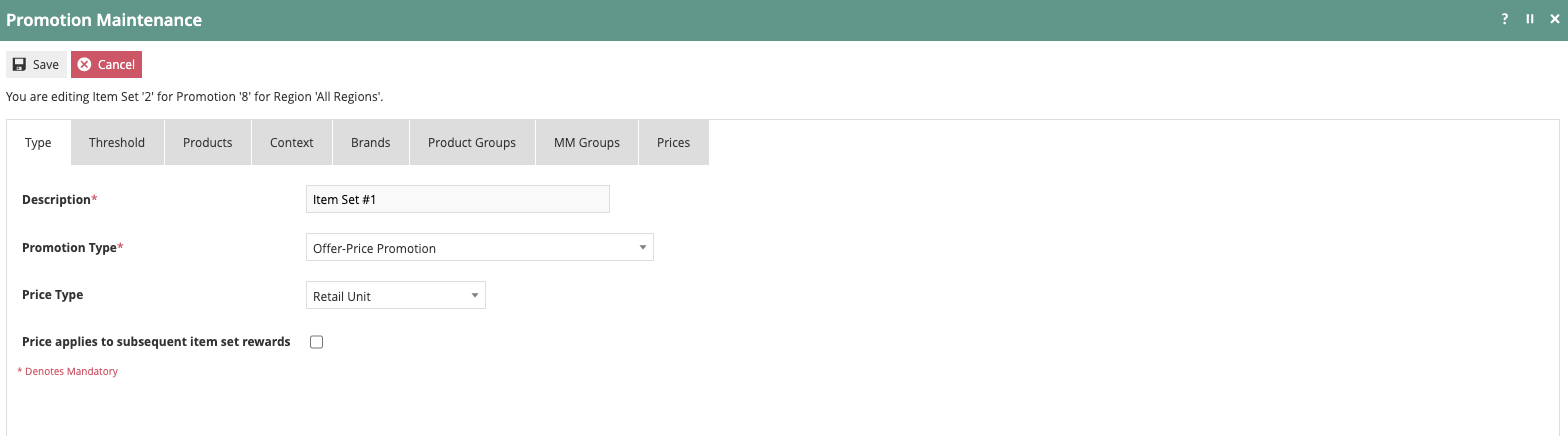 Promotion Maintenance
?
Save Cancel
You are editing Item Set '2' for Promotion '8' for Region 'All Regions'.
Type Threshold Products Context Brands Product Groups MM Groups Prices
Description* Item Set #1
Promotion Type* Offer-Price Promotion
Price Type Retail Unit
Price applies to subsequent item set rewards
* Denotes Mandatory